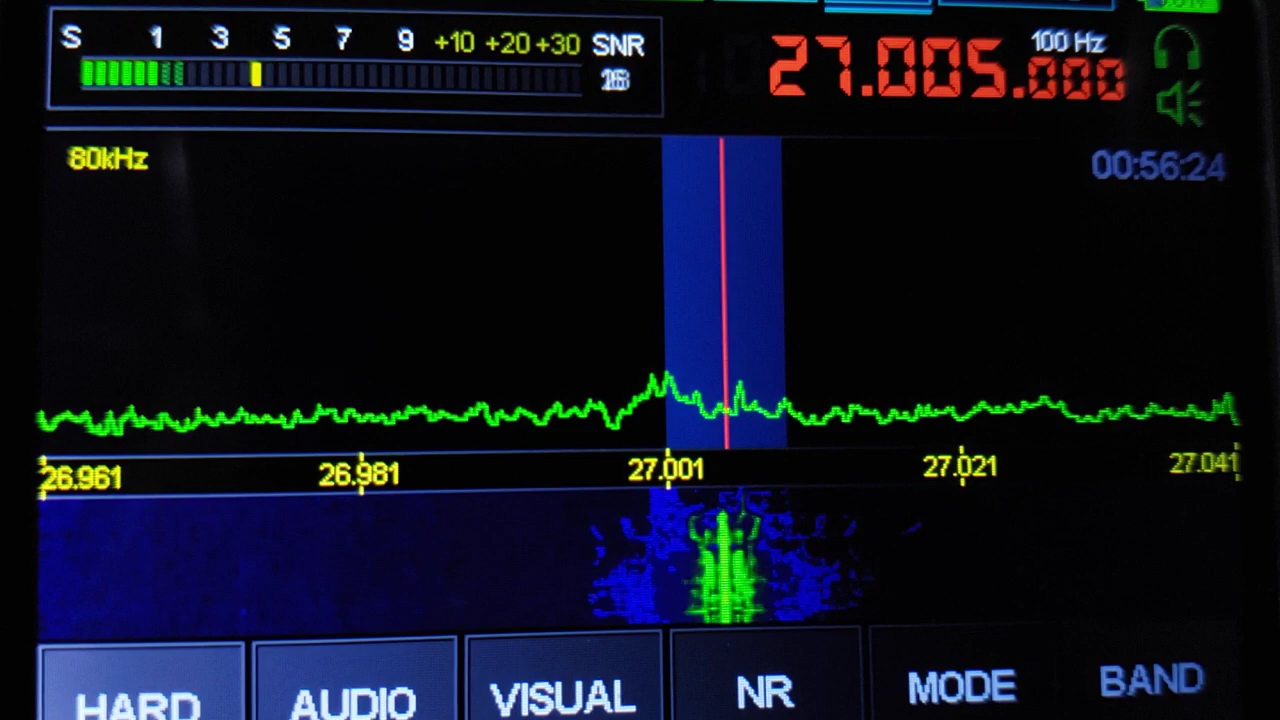 S 1 3 5 7 9 +10 +20 +30 SNR
27.005.000
100 Hz
80kHz
00:56:24
26.961 26.981 27.001 27.021 27.041
HARD AUDIO VISUAL NR MODE BAND